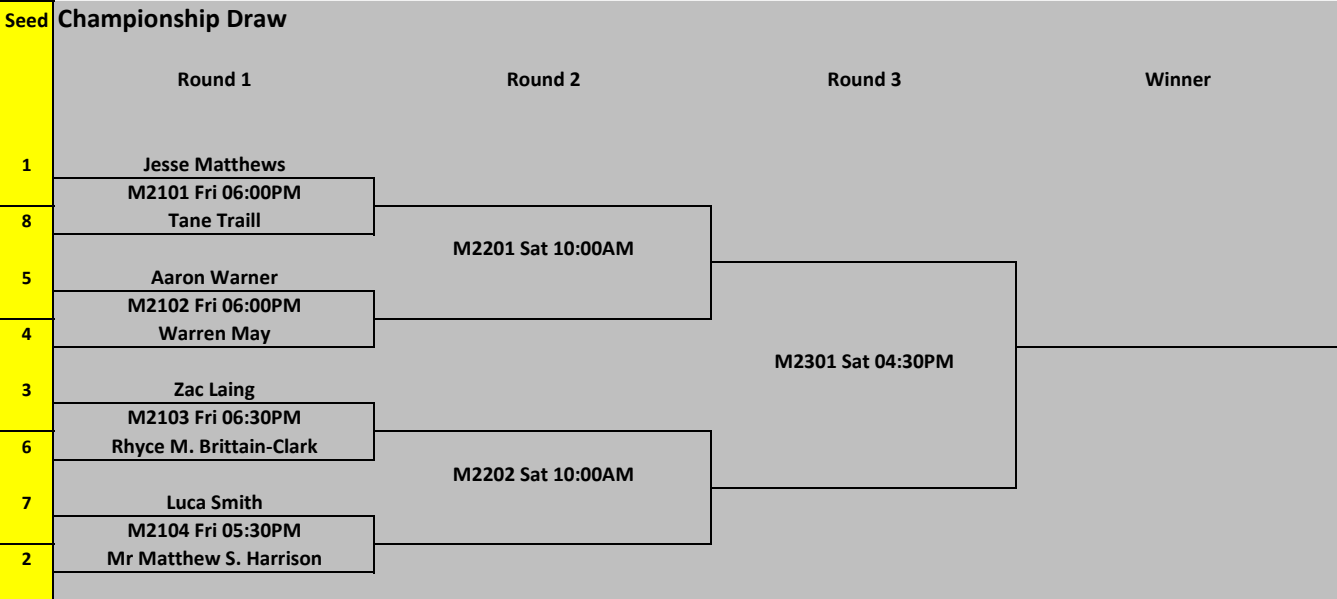 Seed Championship Draw
Round 1 Round 2 Round 3 Winner
1 Jesse Matthews
M2101 Fri 06:00PM
8 Tane Traill
M2201 Sat 10:00AM
5 Aaron Warner
M2102 Fri 06:00PM
4 Warren May
M2301 Sat 04:30PM
3 Zac Laing
M2103 Fri 06:30PM
6 Rhyce M. Brittain-Clark
M2202 Sat 10:00AM
7 Luca Smith
M2104 Fri 05:30PM
2 Mr Matthew S. Harrison